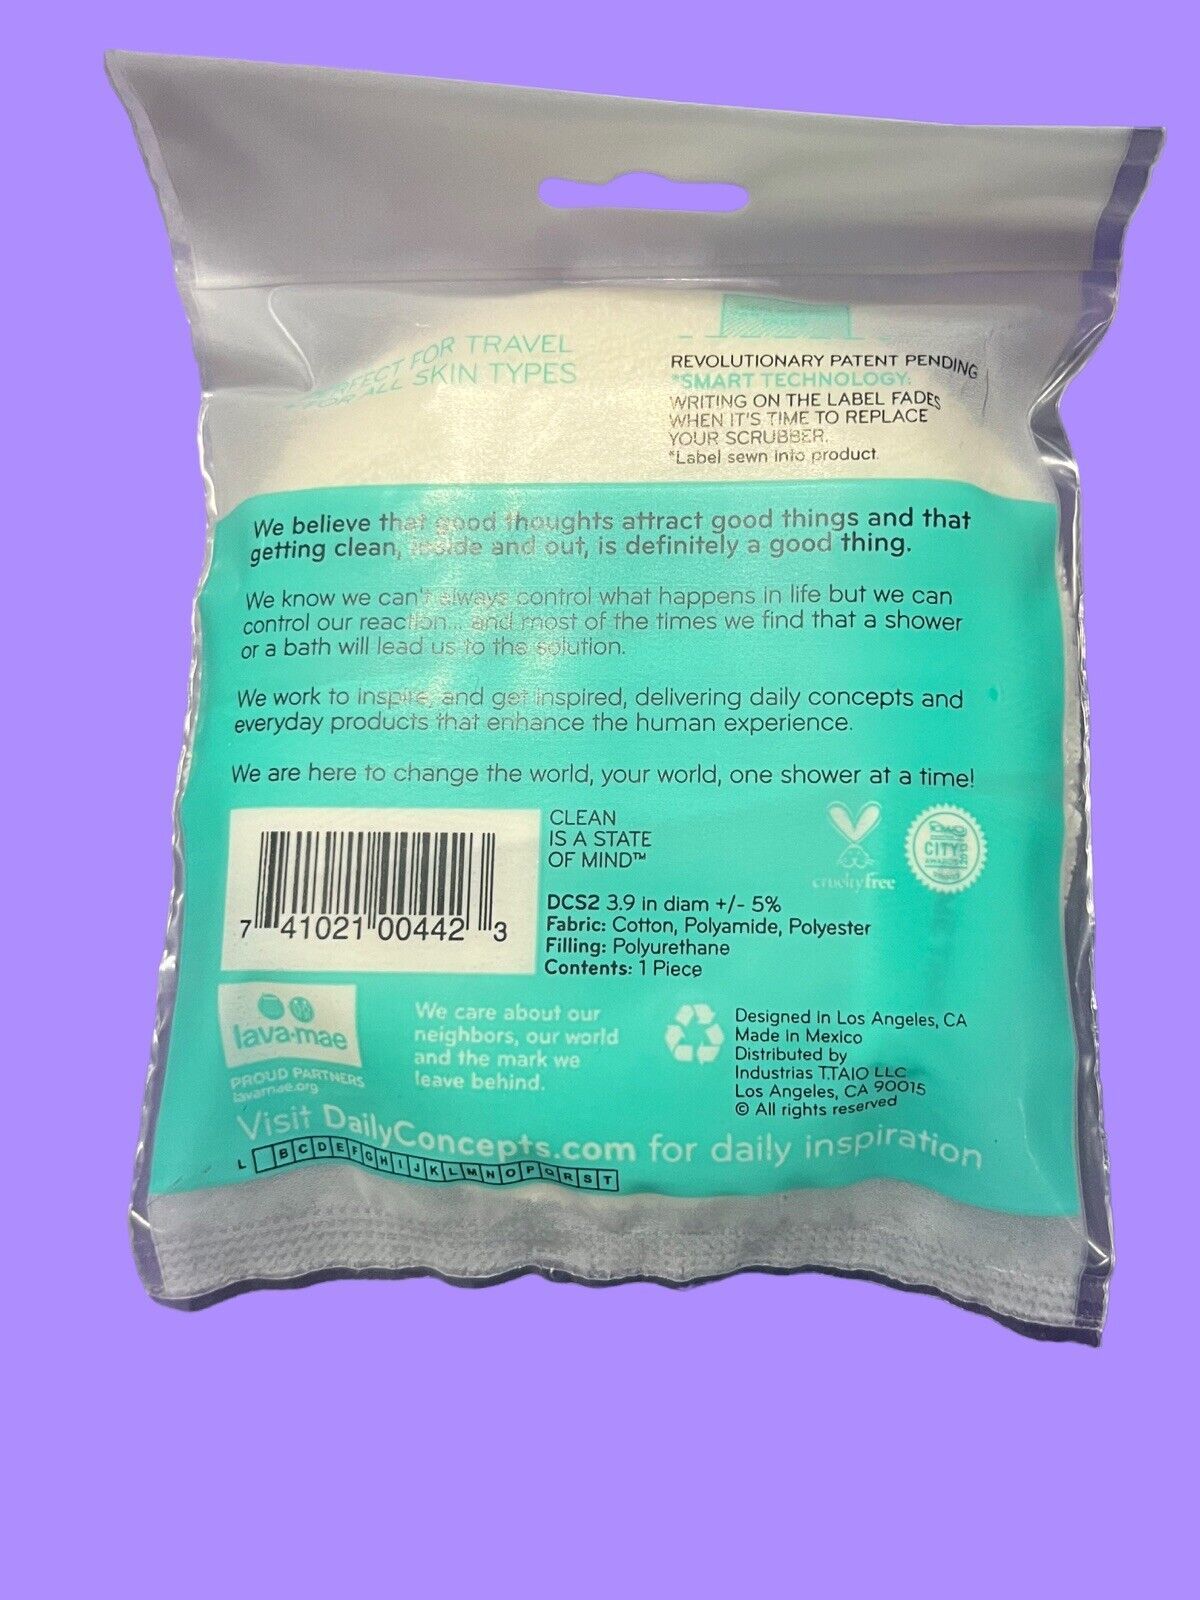 PERFECT FOR TRAVEL
FOR ALL SKIN TYPES
REVOLUTIONARY PATENT PENDING
*SMART TECHNOLOGY:
WRITING ON THE LABEL FADES
WHEN IT'S TIME TO REPLACE
YOUR SCRUBBER.
*Label sewn into product.
We believe that good thoughts attract good things and that
getting clean, inside and out, is definitely a good thing.
We know we can't always control what happens in life but we can
control our reaction... and most of the times we find that a shower
or a bath will lead us to the solution.
We work to inspire, and get inspired, delivering daily concepts and
everyday products that enhance the human experience.
We are here to change the world, your world, one shower at a time!
CLEAN
IS A STATE
OF MIND™
cruelty free
CITY
AWARDS
7 41021 00442 3
DCS2 3.9 in diam +/- 5%
Fabric: Cotton, Polyamide, Polyester
Filling: Polyurethane
Contents: 1 Piece
lava·mae
PROUD PARTNERS
lavamae.org
We care about our
neighbors, our world
and the mark we
leave behind.
Designed In Los Angeles, CA
Made In Mexico
Distributed by
Industrias T.TAIO LLC
Los Angeles, CA 90015
© All rights reserved
Visit DailyConcepts.com for daily inspiration
L B C D E F G H I J K L M N O P Q R S T